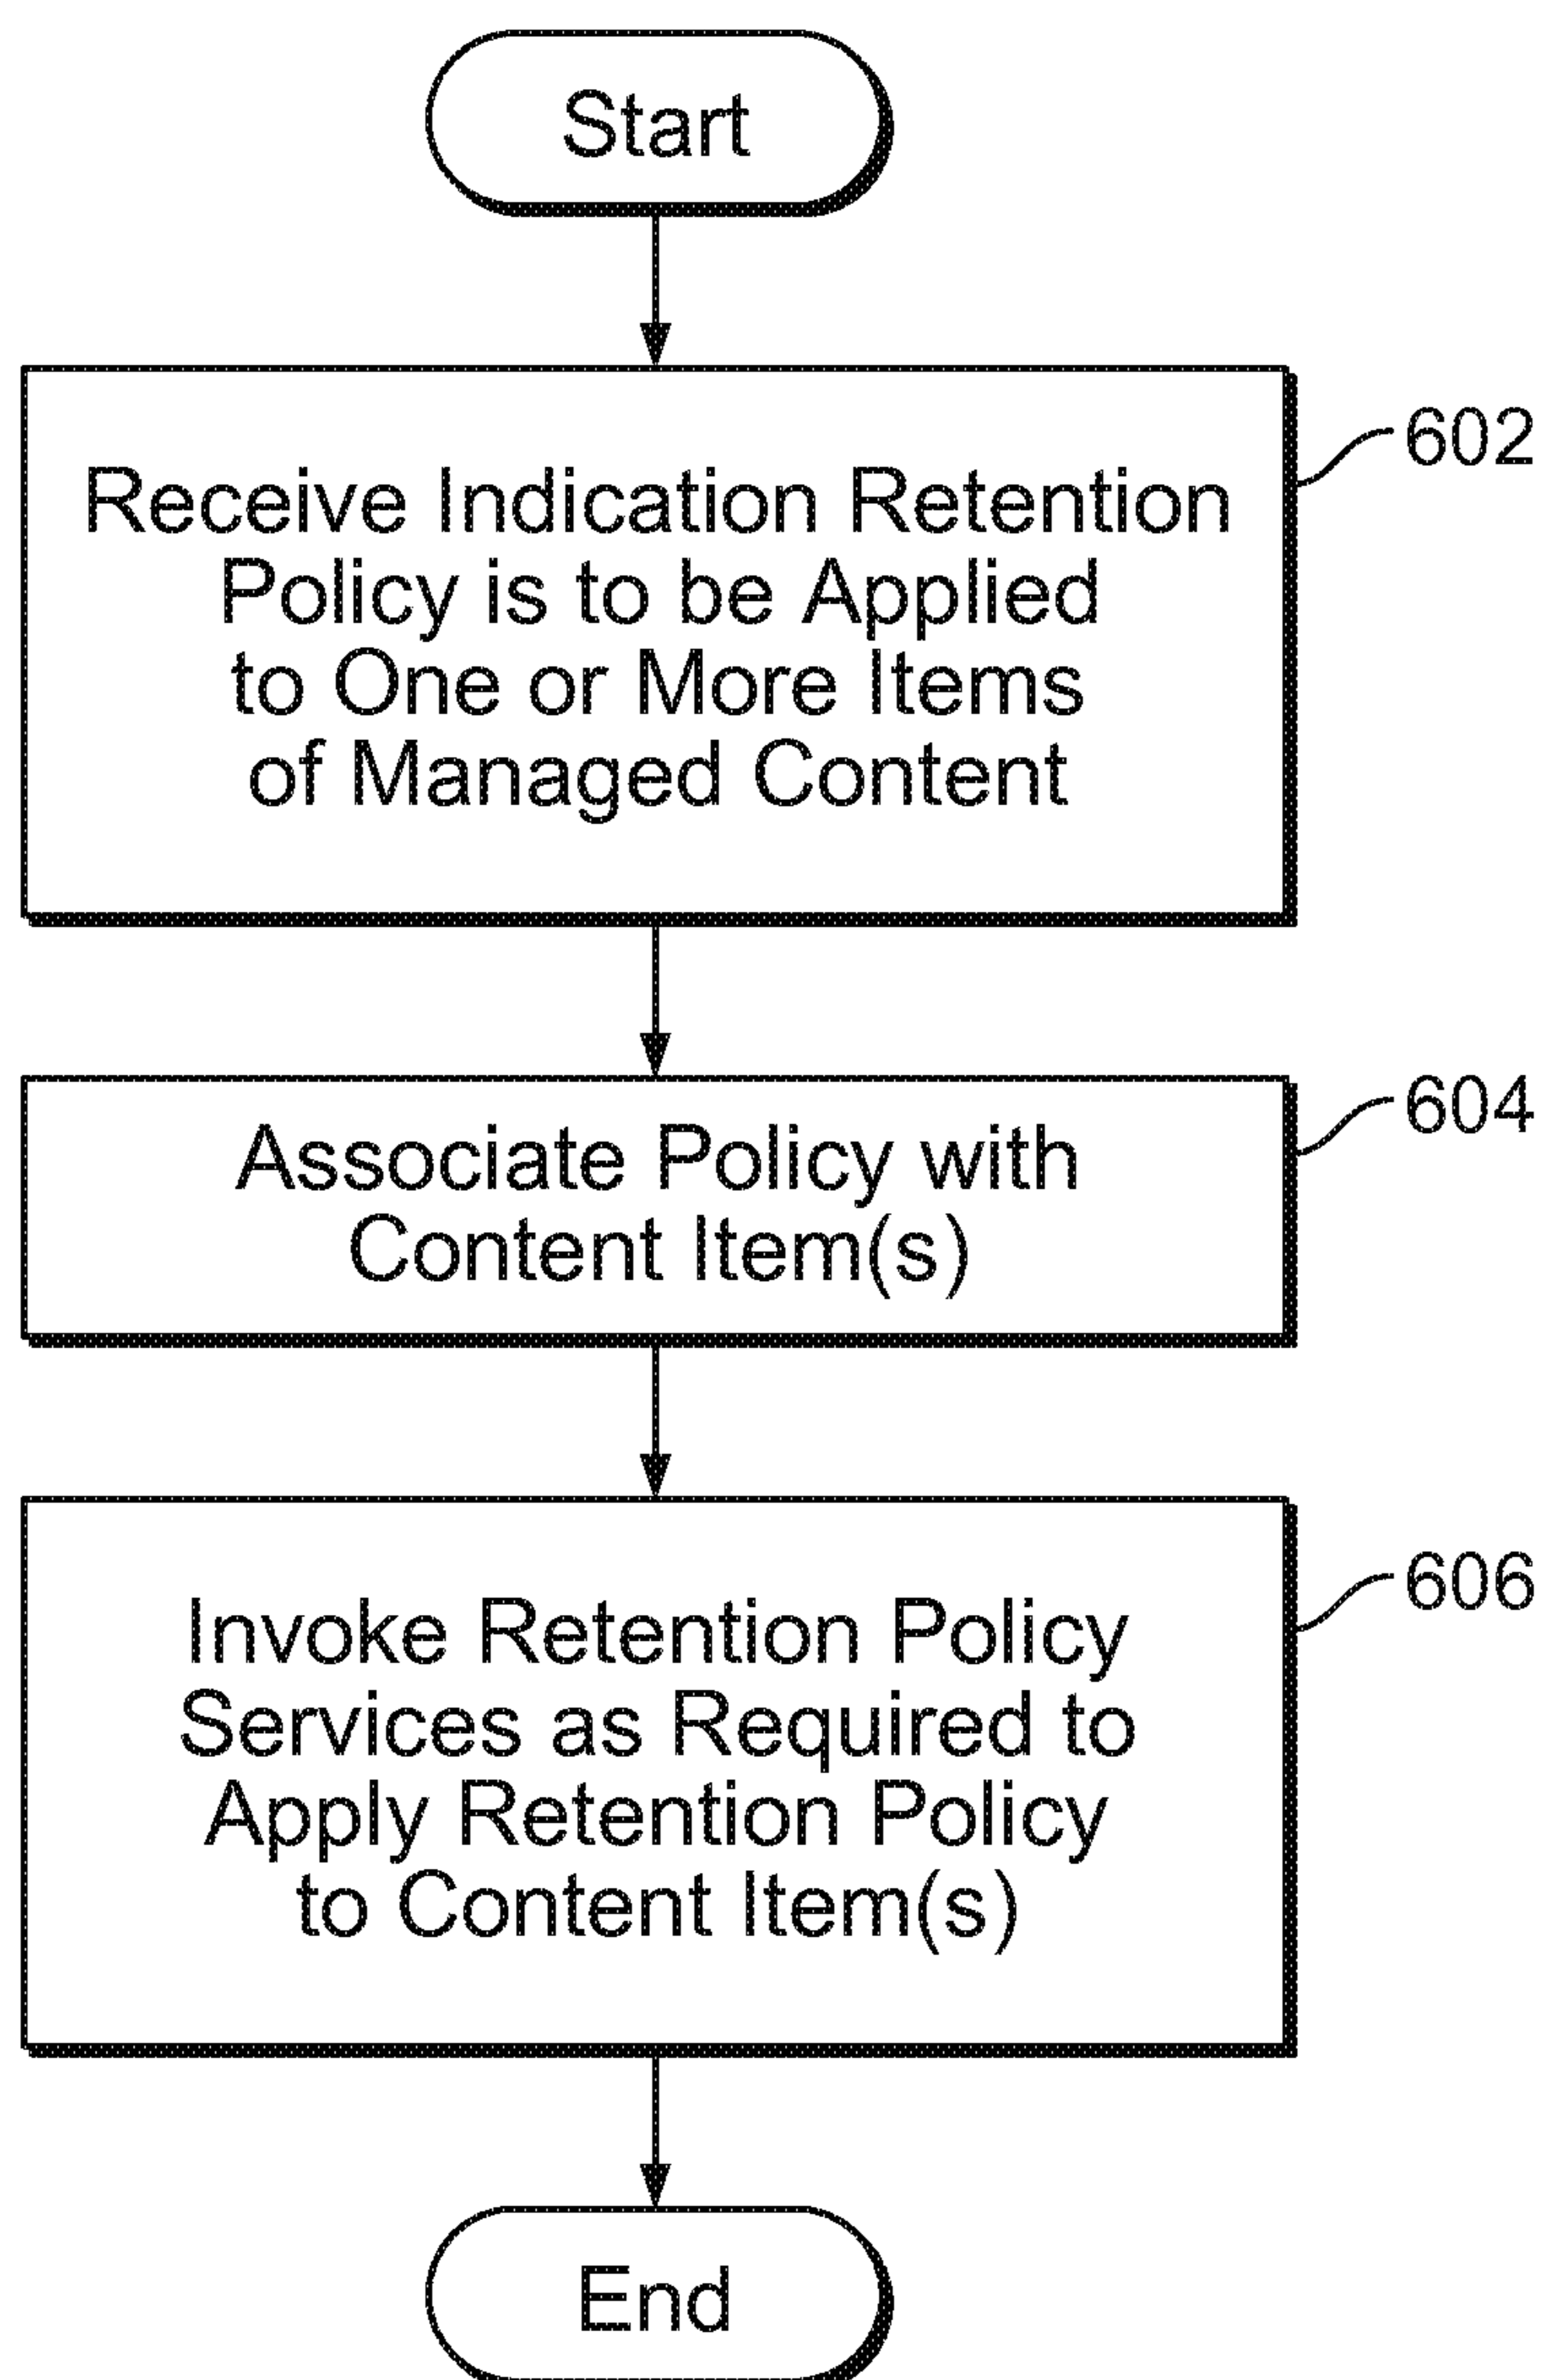 Start
Receive Indication Retention
Policy is to be Applied
to One or More Items
of Managed Content
602
Associate Policy with
Content Item(s)
604
Invoke Retention Policy
Services as Required to
Apply Retention Policy
to Content Item(s)
606
End